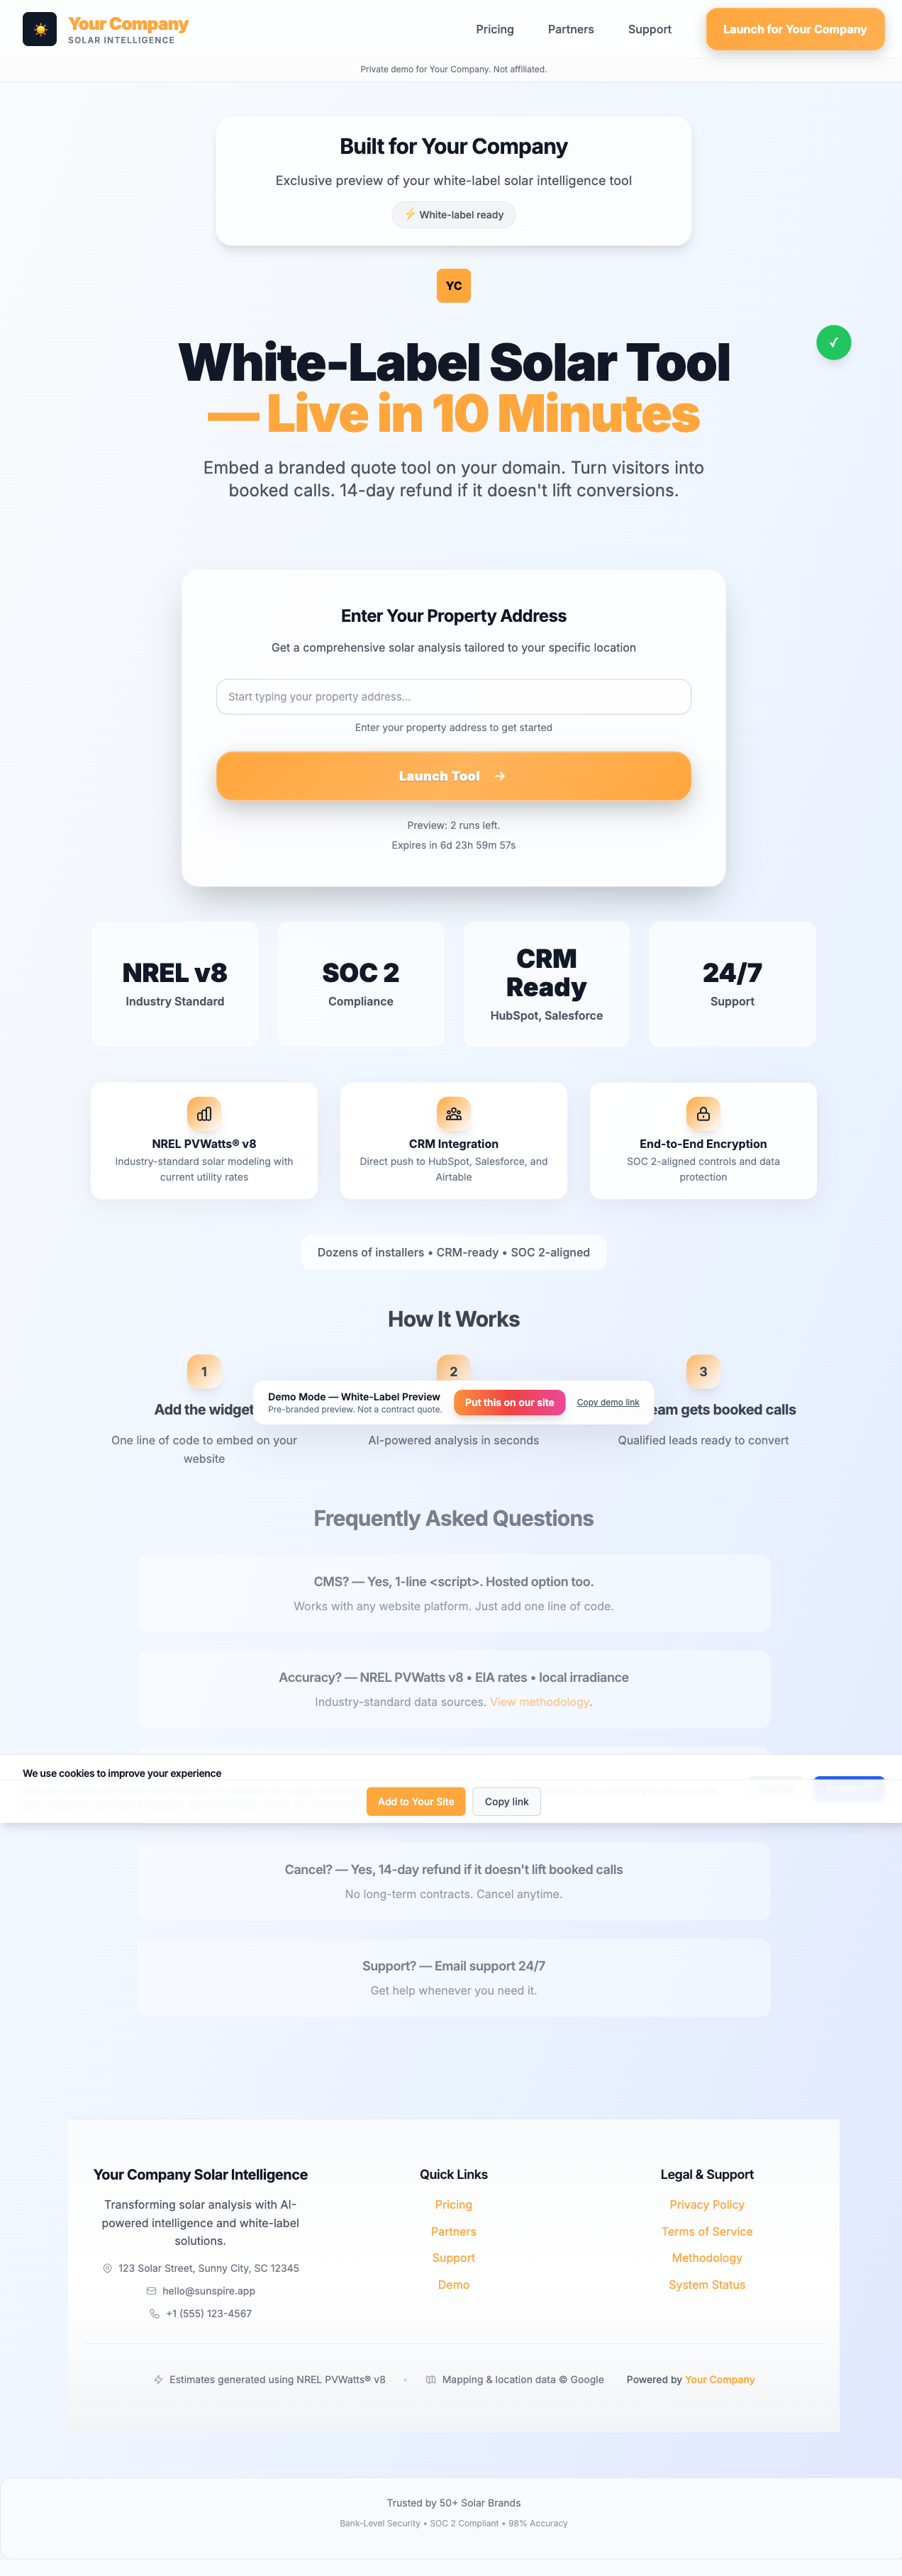 Your Company
SOLAR INTELLIGENCE
Pricing
Partners
Support
Launch for Your Company
Private demo for Your Company. Not affiliated.
Built for Your Company
Exclusive preview of your white-label solar intelligence tool
⚡ White-label ready
YC
✓
White-Label Solar Tool
— Live in 10 Minutes
Embed a branded quote tool on your domain. Turn visitors into
booked calls. 14-day refund if it doesn't lift conversions.
Enter Your Property Address
Get a comprehensive solar analysis tailored to your specific location
Start typing your property address...
Enter your property address to get started
Launch Tool →
Preview: 2 runs left.
Expires in 6d 23h 59m 57s
NREL v8
Industry Standard
SOC 2
Compliance
CRM
Ready
HubSpot, Salesforce
24/7
Support
NREL PVWatts® v8
Industry-standard solar modeling with
current utility rates
CRM Integration
Direct push to HubSpot, Salesforce, and
Airtable
End-to-End Encryption
SOC 2-aligned controls and data
protection
Dozens of installers • CRM-ready • SOC 2-aligned
How It Works
1
Add the widget
One line of code to embed on your
website
2
AI-powered analysis in seconds
3
gets booked calls
Qualified leads ready to convert
Demo Mode — White-Label Preview
Pre-branded preview. Not a contract quote.
Put this on our site
Copy demo link
Frequently Asked Questions
CMS? — Yes, 1-line <script>. Hosted option too.
Works with any website platform. Just add one line of code.
Accuracy? — NREL PVWatts v8 • EIA rates • local irradiance
Industry-standard data sources. View methodology.
We use cookies to improve your experience
Add to Your Site
Copy link
Cancel? — Yes, 14-day refund if it doesn't lift booked calls
No long-term contracts. Cancel anytime.
Support? — Email support 24/7
Get help whenever you need it.
Your Company Solar Intelligence
Transforming solar analysis with AI-
powered intelligence and white-label
solutions.
123 Solar Street, Sunny City, SC 12345
hello@sunspire.app
+1 (555) 123-4567
Quick Links
Pricing
Partners
Support
Demo
Legal & Support
Privacy Policy
Terms of Service
Methodology
System Status
Estimates generated using NREL PVWatts® v8
•
Mapping & location data © Google
Powered by Your Company
Trusted by 50+ Solar Brands
Bank-Level Security • SOC 2 Compliant • 98% Accuracy